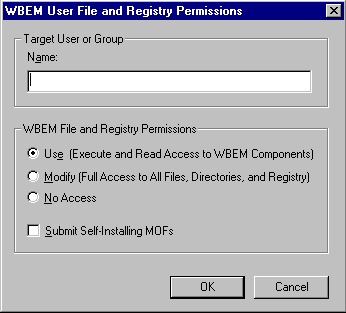 WBEM User File and Registry Permissions
Target User or Group
Name:
WBEM File and Registry Permissions
Use (Execute and Read Access to WBEM Components)
Modify (Full Access to All Files, Directories, and Registry)
No Access
Submit Self-Installing MOFs
OK Cancel